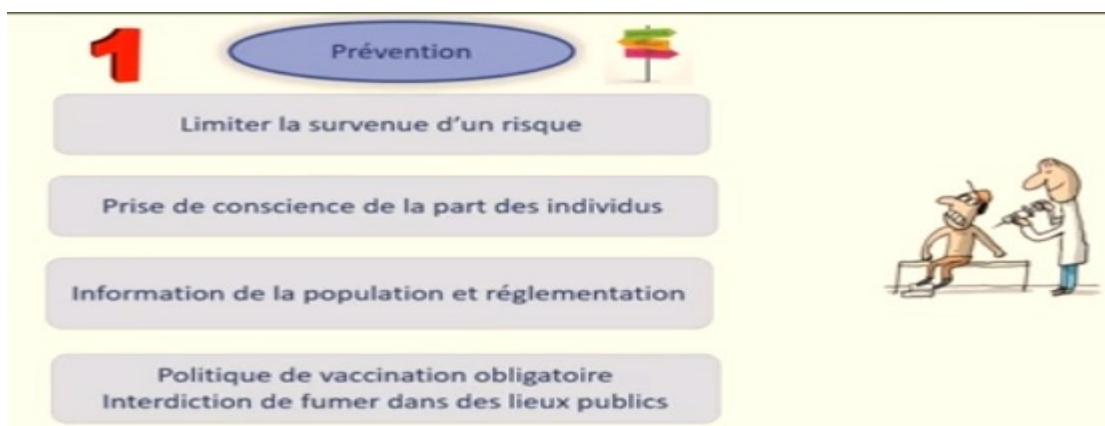 1
Prévention
Limiter la survenue d'un risque
Prise de conscience de la part des individus
Information de la population et réglementation
Politique de vaccination obligatoire
Interdiction de fumer dans des lieux publics